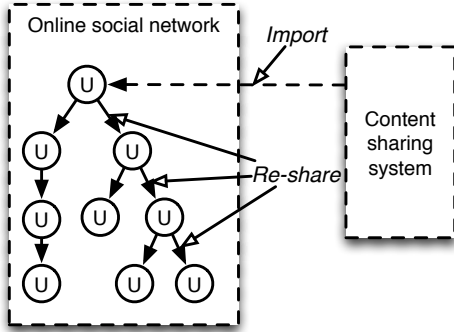 Online social network
Import
U
U
U
U
U
U
U
U
U
Content
sharing
system
Re-share